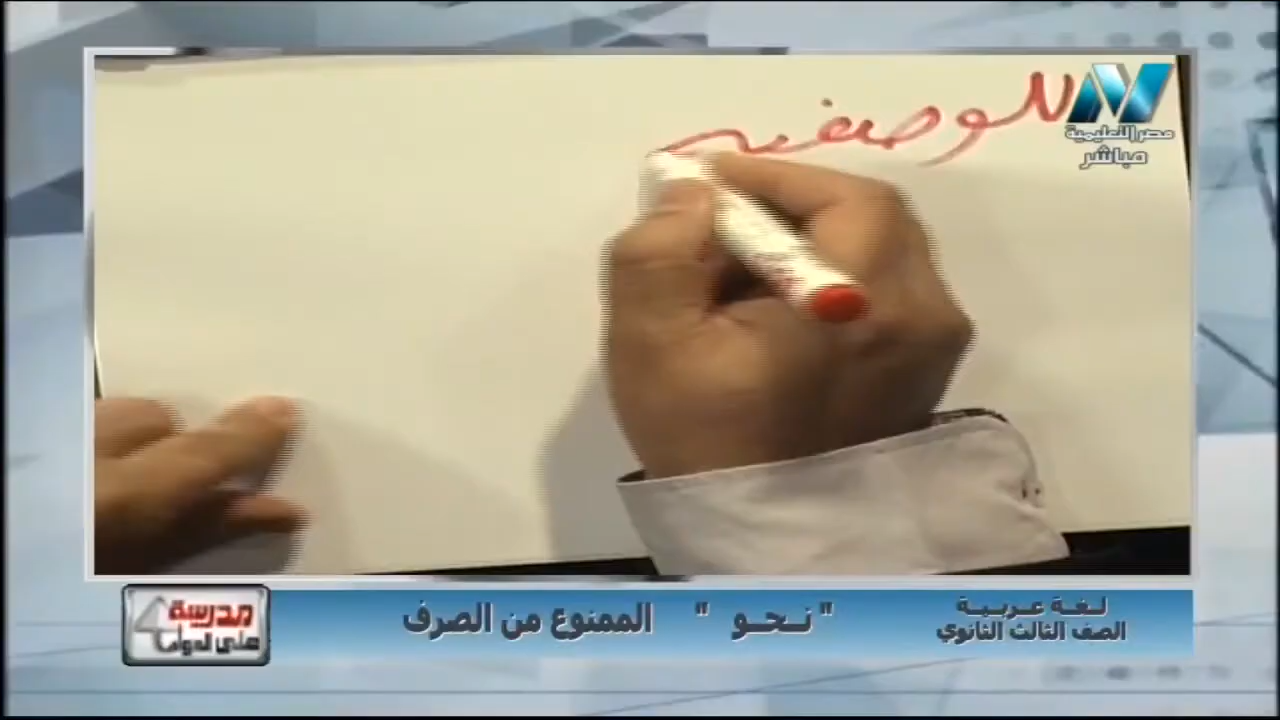 للوصفية
مصر التعليمية
مباشر
لغة عربية
الصف الثالث الثانوي
"نحو" الممنوع من الصرف
مدرسة
على الهواء